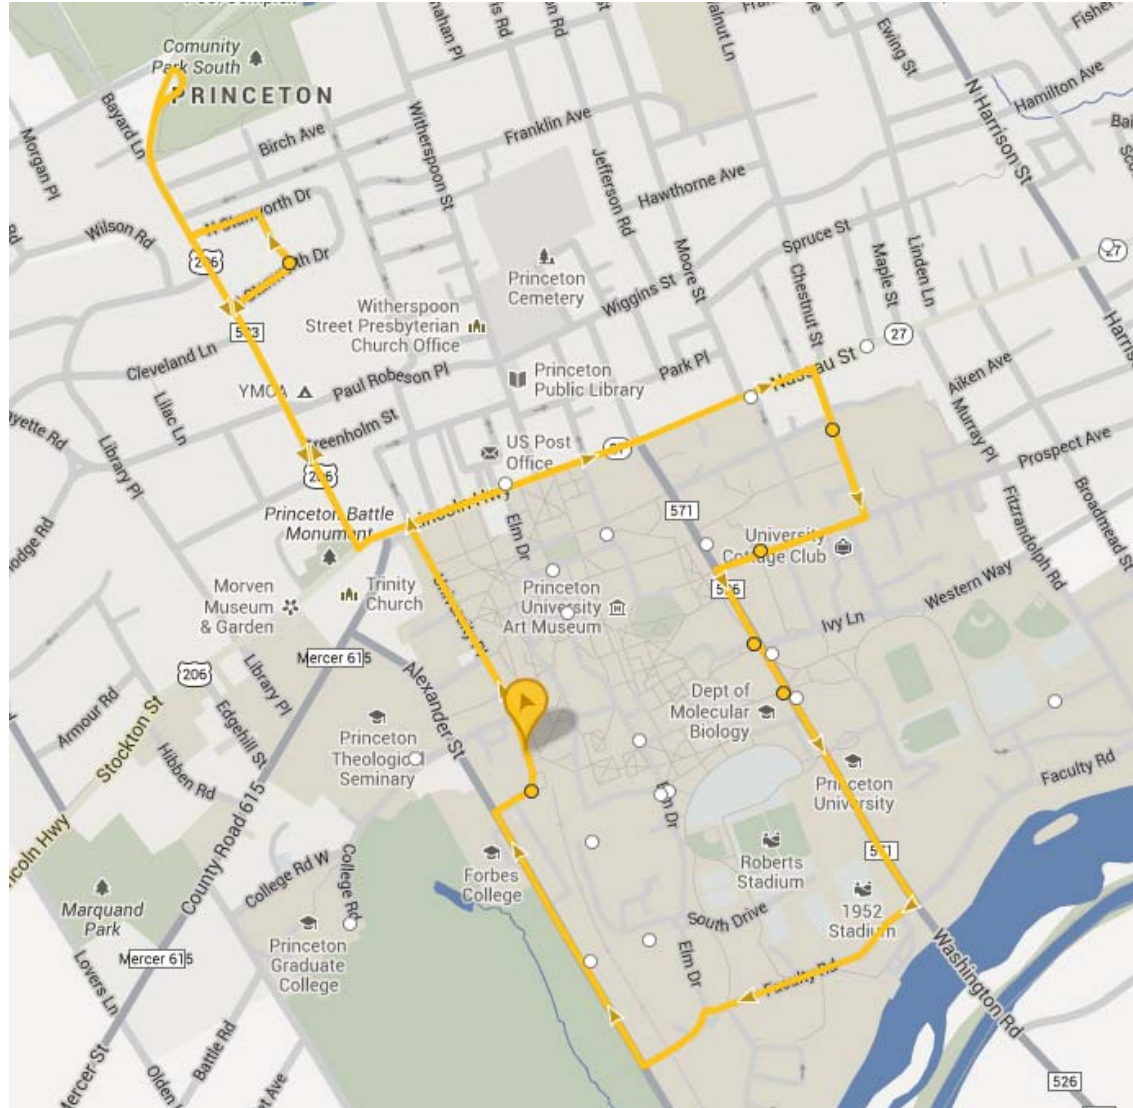 Comunity
Park South
PRINCETON
Bayard Ln
Morgan Pl
Birch Ave
Witherspoon St
Franklin Ave
Jefferson Rd
Hawthorne Ave
Walnut Ln
Ewing St
N Harrison St
Hamilton Ave
Wilson Rd
N Stanworth Dr
206
Moore St
Spruce St
Chestnut St
Maple St
Linden Ln
27
Princeton
Cemetery
Wiggins St
Witherspoon
Street Presbyterian
Church Office
Cleveland Ln
YMCA
Paul Robeson Pl
Princeton
Public Library
Park Pl
Nassau St
27
Aiken Ave
Murray Pl
Prospect Ave
Lilac Ln
Library Pl
Greenholm St
US Post
Office
206
Lincoln Hwy
Princeton Battle
Monument
Elm Dr
571
University
Cottage Club
Fitzrandolph Rd
Broadmead St
Morven
Museum
& Garden
Trinity
Church
University Pl
Princeton
University
Art Museum
Ivy Ln
Western Way
Mercer 615
206
Library Pl
Edgehill St
Armour Rd
Stockton St
Hibben Rd
Alexander St
Princeton
Theological
Seminary
Dept of
Molecular
Biology
Princeton
University
Faculty Rd
County Road 615
College Rd W
College Rd
Forbes
College
Elm Dr
Roberts
Stadium
571
1952
Stadium
South Drive
Marquand
Park
Mercer 615
Princeton
Graduate
College
Elm Dr
Faculty Rd
Washington Rd
Lovers Ln
Battle Rd
Mercer St
Olden
526